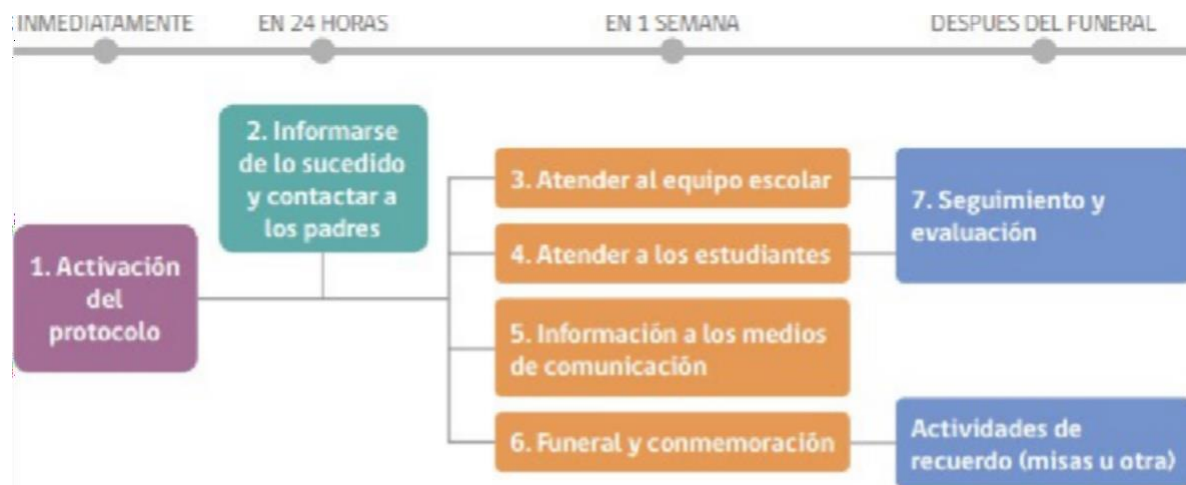 INMEDIATAMENTE
EN 24 HORAS
EN 1 SEMANA
DESPUES DEL FUNERAL
1. Activación
del
protocolo
2. Informarse
de lo sucedido
y contactar a
los padres
3. Atender al equipo escolar
4. Atender a los estudiantes
5. Información a los medios
de comunicación
6. Funeral y conmemoración
7. Seguimiento y
evaluación
Actividades de
recuerdo (misas u otra)